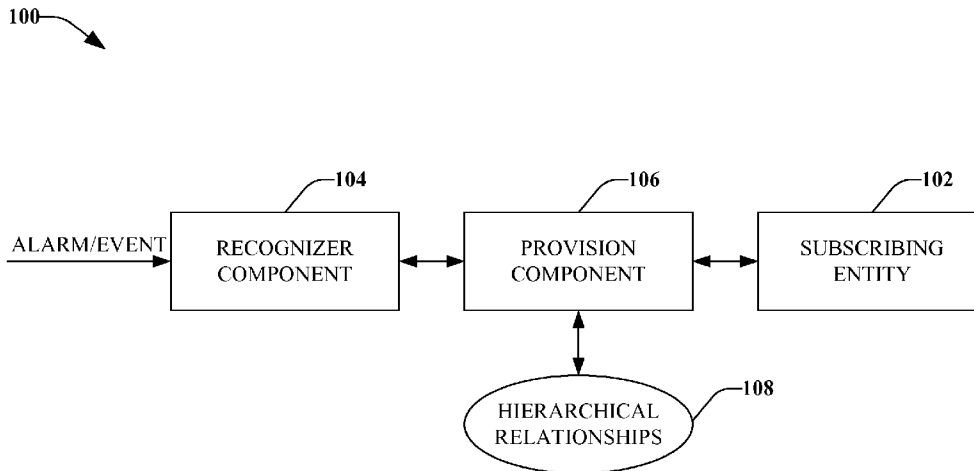 100
104
106
102
ALARM/EVENT
RECOGNIZER
COMPONENT
PROVISION
COMPONENT
SUBSCRIBING
ENTITY
108
HIERARCHICAL
RELATIONSHIPS